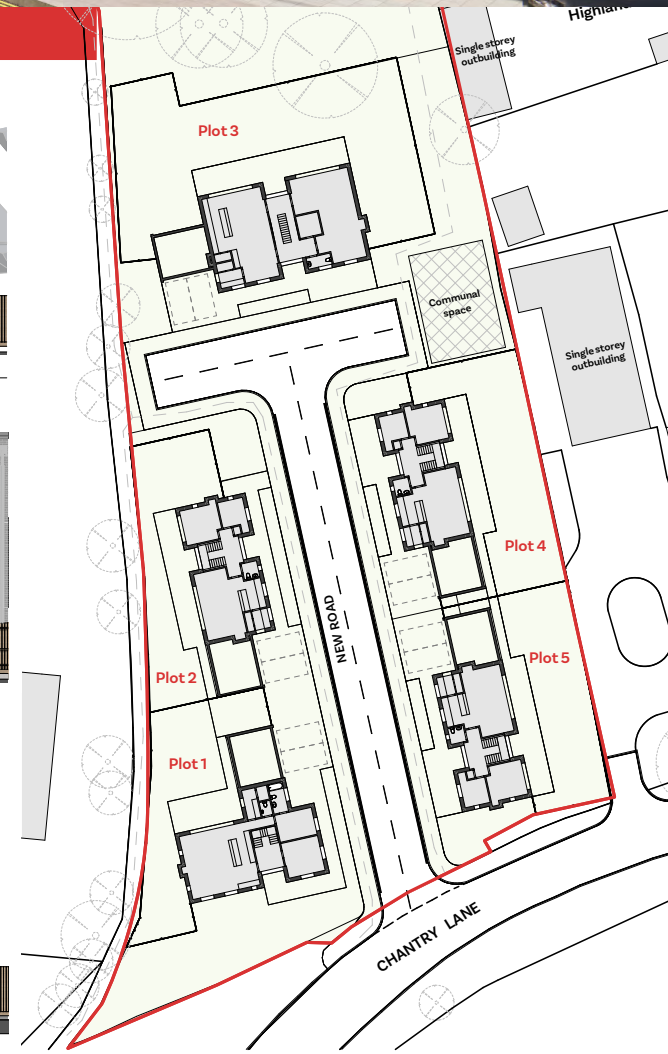 Single storey
outbuilding
Plot 3
Communal
space
Single storey
outbuilding
Plot 4
NEW ROAD
Plot 5
Plot 2
Plot 1
CHANTRY LANE